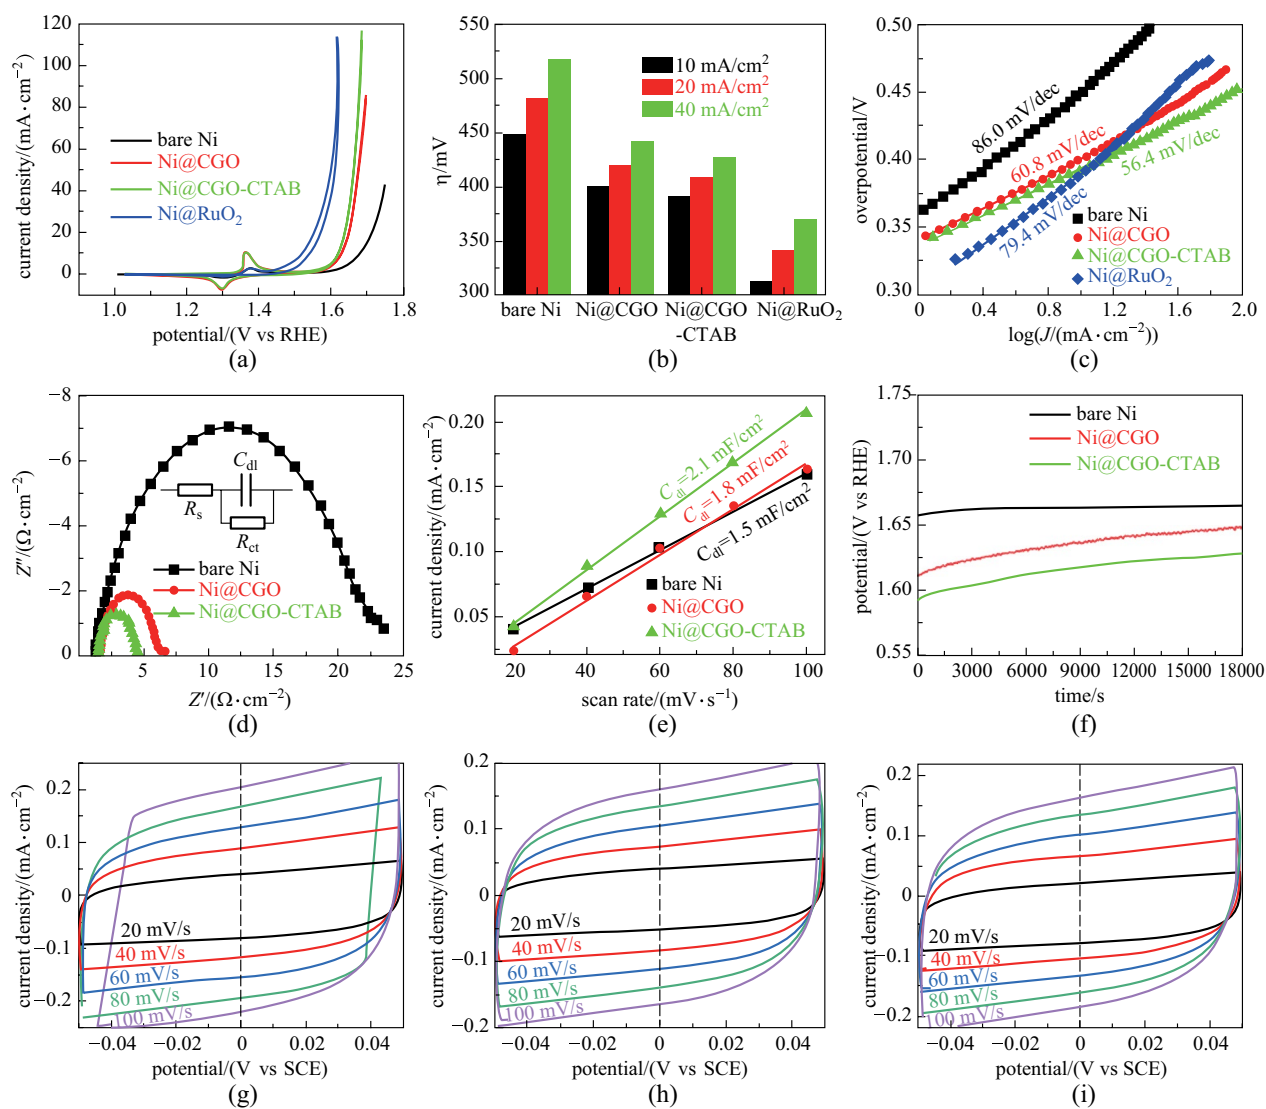 120
100
80
60
40
20
0
current density/(mA·cm−2)
bare Ni
Ni@CGO
Ni@CGO-CTAB
Ni@RuO2
1.0
1.2
1.4
1.6
1.8
potential/(V vs RHE)
(a)
550
500
450
400
350
300
η/mV
10 mA/cm2
20 mA/cm2
40 mA/cm2
bare Ni
Ni@CGO
Ni@CGO
-CTAB
Ni@RuO2
(b)
0.50
0.45
0.40
0.35
0.30
overpotential/V
86.0 mV/dec
60.8 mV/dec
56.4 mV/dec
79.4 mV/dec
bare Ni
Ni@CGO
Ni@CGO-CTAB
Ni@RuO2
0
0.4
0.8
1.2
1.6
2.0
log(J/(mA·cm−2))
(c)
−8
−6
−4
−2
0
Z″/(Ω·cm−2)
Cdl
Rs
Rct
bare Ni
Ni@CGO
Ni@CGO-CTAB
5
10
15
20
25
Z′/(Ω·cm−2)
(d)
0.20
0.15
0.10
0.05
current density/(mA·cm−2)
Cdl=2.1 mF/cm2
Cdl=1.8 mF/cm2
Cdl=1.5 mF/cm2
bare Ni
Ni@CGO
Ni@CGO-CTAB
20
40
60
80
100
scan rate/(mV·s−1)
(e)
1.75
1.70
1.65
1.60
1.55
potential/(V vs RHE)
bare Ni
Ni@CGO
Ni@CGO-CTAB
0
3000
6000
9000
12000
15000
18000
time/s
(f)
0.2
0.1
0
−0.1
−0.2
current density/(mA·cm−2)
20 mV/s
40 mV/s
60 mV/s
80 mV/s
100 mV/s
−0.04
−0.02
0
0.02
0.04
potential/(V vs SCE)
(g)
0.2
0.1
0
−0.1
−0.2
current density/(mA·cm−2)
20 mV/s
40 mV/s
60 mV/s
80 mV/s
100 mV/s
−0.04
−0.02
0
0.02
0.04
potential/(V vs SCE)
(h)
0.2
0.1
0
−0.1
−0.2
current density/(mA·cm−2)
20 mV/s
40 mV/s
60 mV/s
80 mV/s
100 mV/s
−0.04
−0.02
0
0.02
0.04
potential/(V vs SCE)
(i)